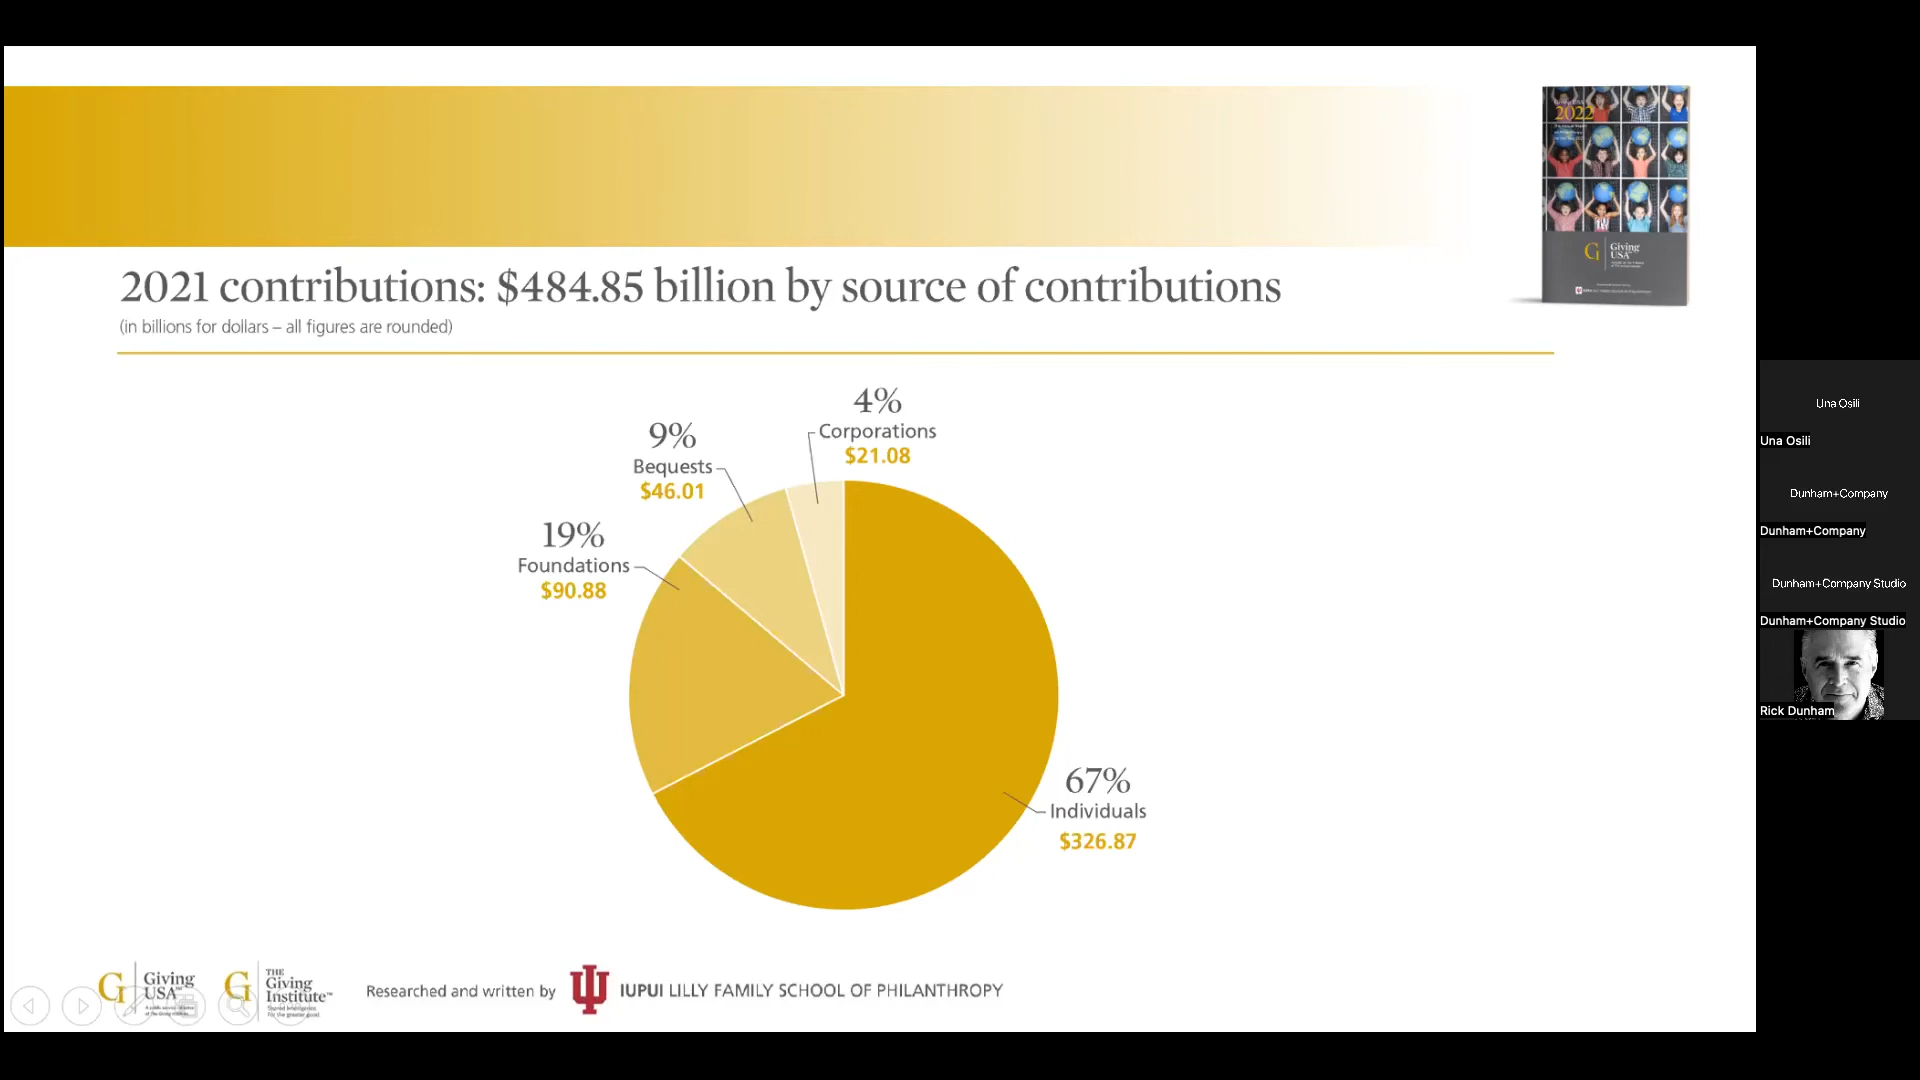 2022
Giving
USA
2021 contributions: $484.85 billion by source of contributions
(in billions for dollars – all figures are rounded)
4%
Corporations
$21.08
9%
Bequests
$46.01
19%
Foundations
$90.88
67%
Individuals
$326.87
G Giving
USA™
G THE
Giving
Institute™
Researched and written by
IUPUI LILLY FAMILY SCHOOL OF PHILANTHROPY
Una Osili
Una Osili
Dunham+Company
Dunham+Company
Dunham+Company Studio
Dunham+Company Studio
Rick Dunham